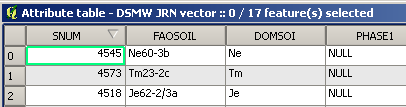 Attribute table - DSMW JRN vector :: 0 / 17 feature(s) selected
SNUM FAOSOIL DOMSOI PHASE1
0 4545 Ne60-3b Ne NULL
1 4573 Tm23-2c Tm NULL
2 4518 Je62-2/3a Je NULL